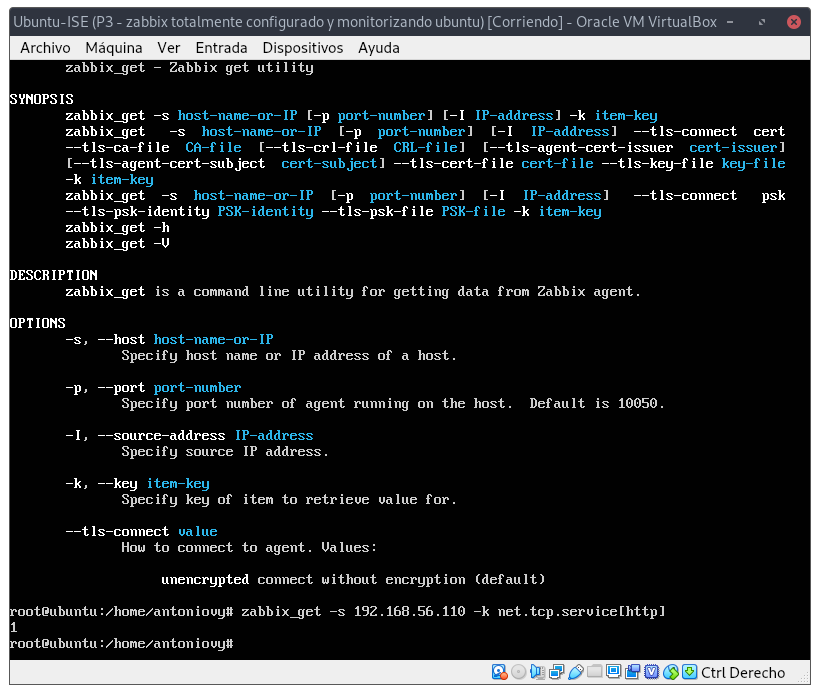 Ubuntu-ISE (P3 - zabbix totalmente configurado y monitorizando ubuntu) [Corriendo] - Oracle VM VirtualBox
Archivo Máquina Ver Entrada Dispositivos Ayuda
zabbix_get - Zabbix get utility
SYNOPSIS
zabbix_get -s host-name-or-IP [-p port-number] [-I IP-address] -k item-key
zabbix_get -s host-name-or-IP [-p port-number] [-I IP-address] --tls-connect cert
--tls-ca-file CA-file [--tls-crl-file CRL-file] [--tls-agent-cert-issuer cert-issuer]
[--tls-agent-cert-subject cert-subject] --tls-cert-file cert-file --tls-key-file key-file
-k item-key
zabbix_get -s host-name-or-IP [-p port-number] [-I IP-address] --tls-connect psk
--tls-psk-identity PSK-identity --tls-psk-file PSK-file -k item-key
zabbix_get -h
zabbix_get -V
DESCRIPTION
zabbix_get is a command line utility for getting data from Zabbix agent.
OPTIONS
-s, --host host-name-or-IP
Specify host name or IP address of a host.
-p, --port port-number
Specify port number of agent running on the host. Default is 10050.
-I, --source-address IP-address
Specify source IP address.
-k, --key item-key
Specify key of item to retrieve value for.
--tls-connect value
How to connect to agent. Values:
unencrypted connect without encryption (default)
root@ubuntu:/home/antoniovy# zabbix_get -s 192.168.56.110 -k net.tcp.service[http]
1
root@ubuntu:/home/antoniovy#
Ctrl Derecho